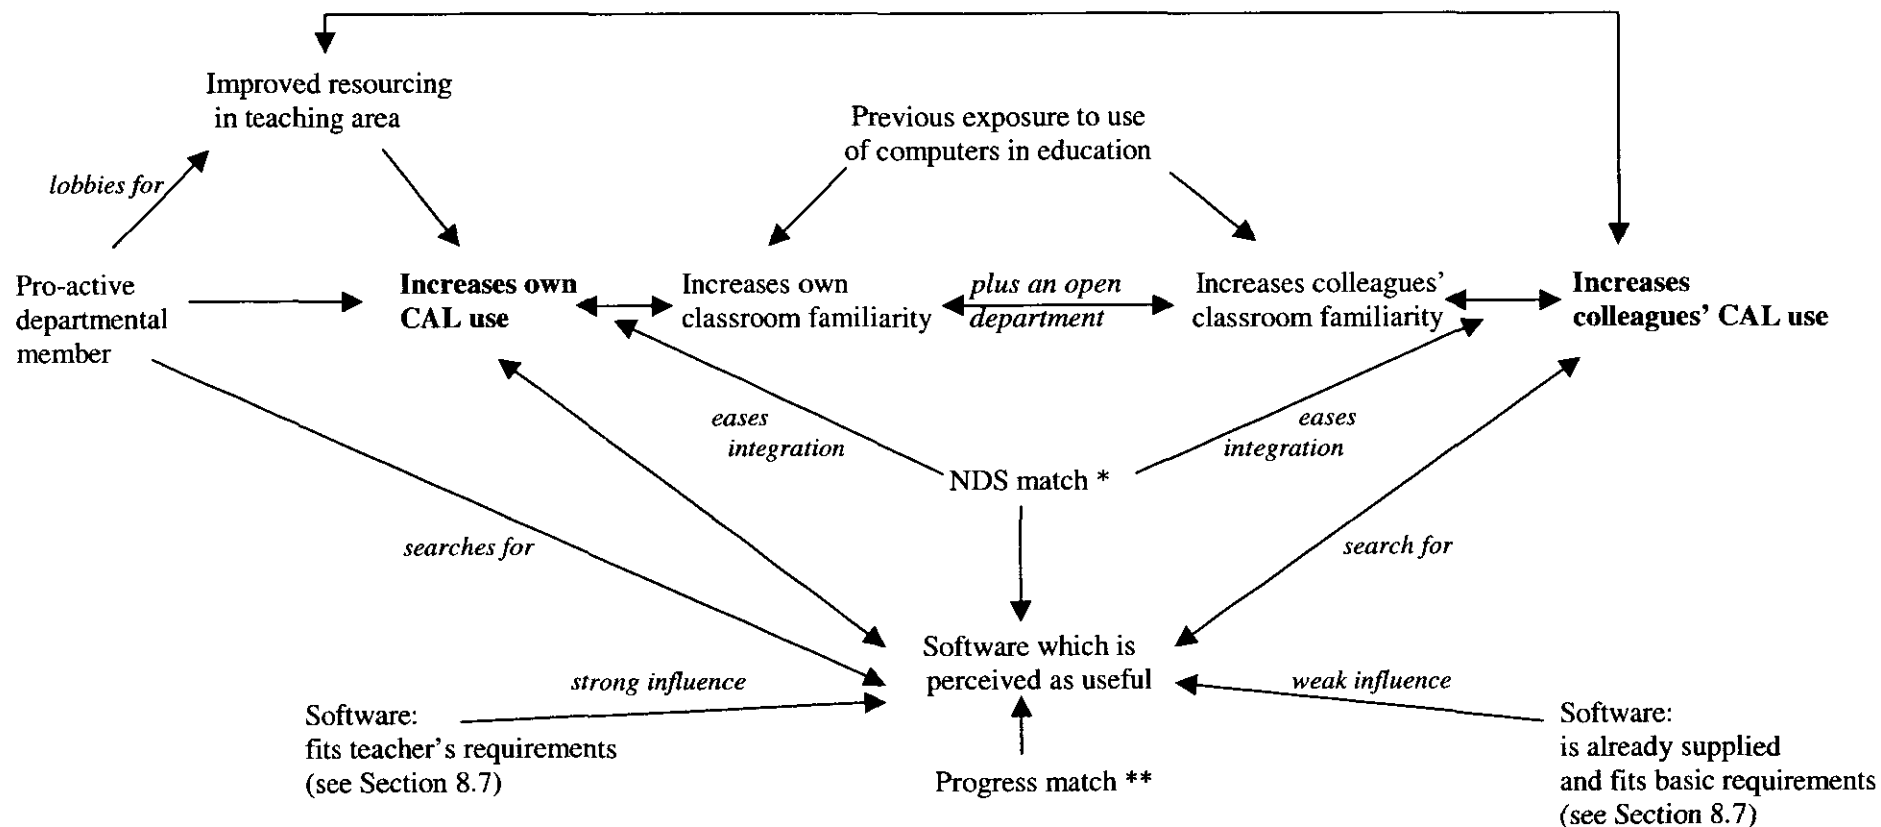 Improved resourcing
in teaching area
Previous exposure to use
of computers in education
lobbies for
Pro-active
departmental
member
Increases own
CAL use
Increases own
classroom familiarity
plus an open
department
Increases colleagues’
classroom familiarity
Increases
colleagues’ CAL use
eases
integration
eases
integration
NDS match *
searches for
search for
Software which is
perceived as useful
strong influence
weak influence
Software:
fits teacher’s requirements
(see Section 8.7)
Progress match **
Software:
is already supplied
and fits basic requirements
(see Section 8.7)